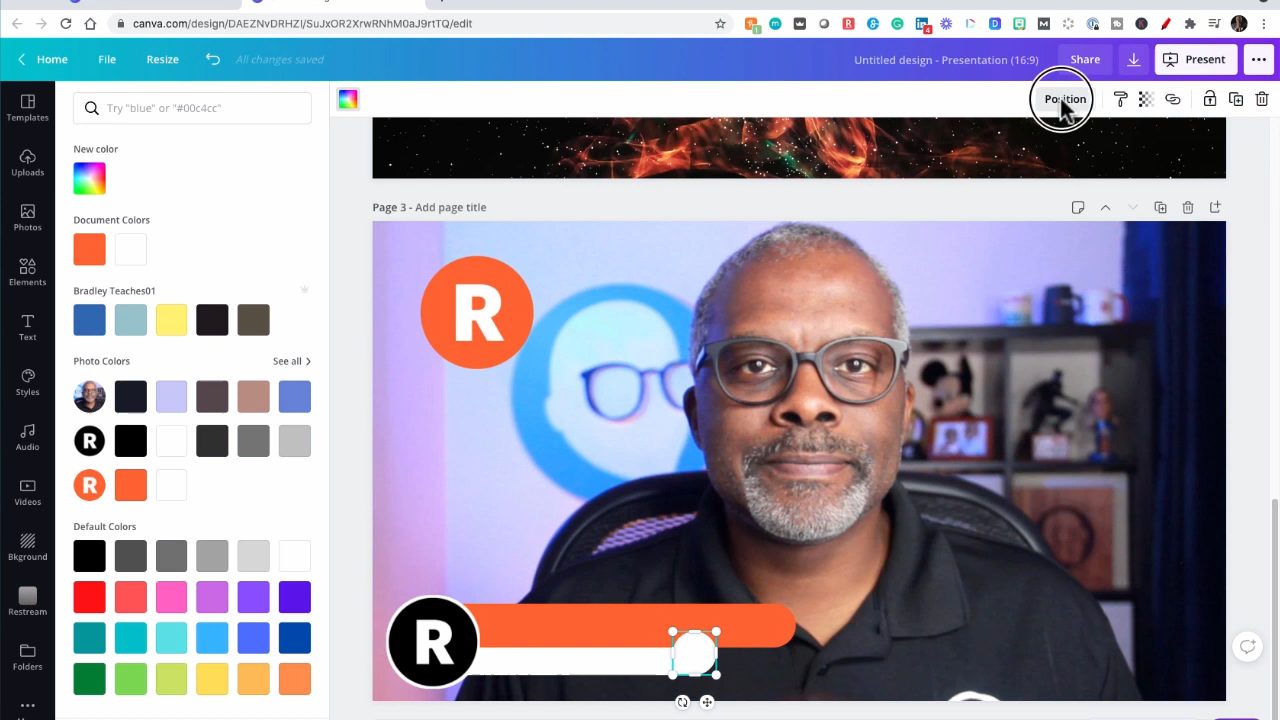 canva.com/design/DAEZNvDRHZI/SuJxOR2XrwRNhM0aJ9rtTQ/edit
Home
File
Resize
All changes saved
Untitled design - Presentation (16:9)
Share
Present
Templates
Uploads
Photos
Elements
Text
Styles
Audio
Videos
Bkground
Restream
Folders
Try "blue" or "#00c4cc"
New color
Document Colors
Bradley Teaches01
Photo Colors
See all
R
R
Default Colors
Position
Page 3 - Add page title
R
R